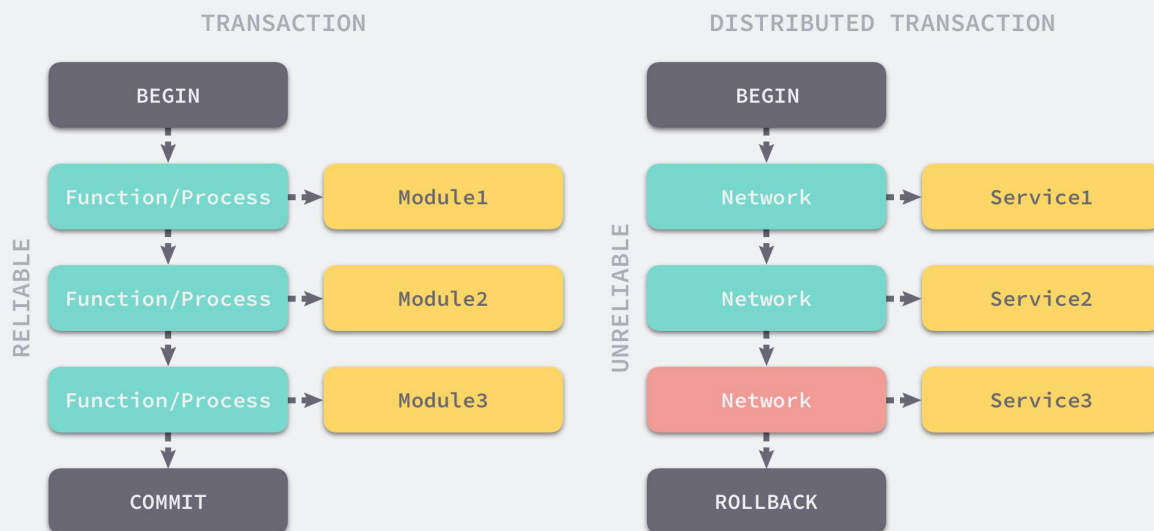 TRANSACTION
BEGIN
Function/Process
Module1
Function/Process
Module2
Function/Process
Module3
COMMIT
RELIABLE
DISTRIBUTED TRANSACTION
BEGIN
Network
Service1
Network
Service2
Network
Service3
ROLLBACK
UNRELIABLE